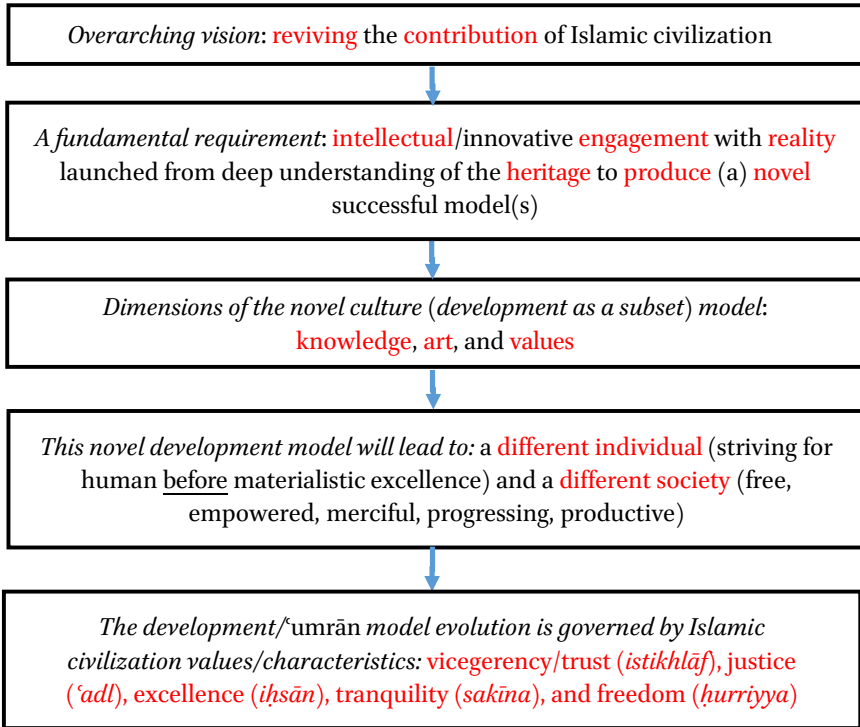 Overarching vision: reviving the contribution of Islamic civilization
A fundamental requirement: intellectual/innovative engagement with reality
launched from deep understanding of the heritage to produce (a) novel
successful model(s)
Dimensions of the novel culture (development as a subset) model:
knowledge, art, and values
This novel development model will lead to: a different individual (striving for
human before materialistic excellence) and a different society (free,
empowered, merciful, progressing, productive)
The development/ʿumrān model evolution is governed by Islamic
civilization values/characteristics: vicegerency/trust (istikhlāf), justice
(ʿadl), excellence (iḥsān), tranquility (sakīna), and freedom (ḥurriyya)